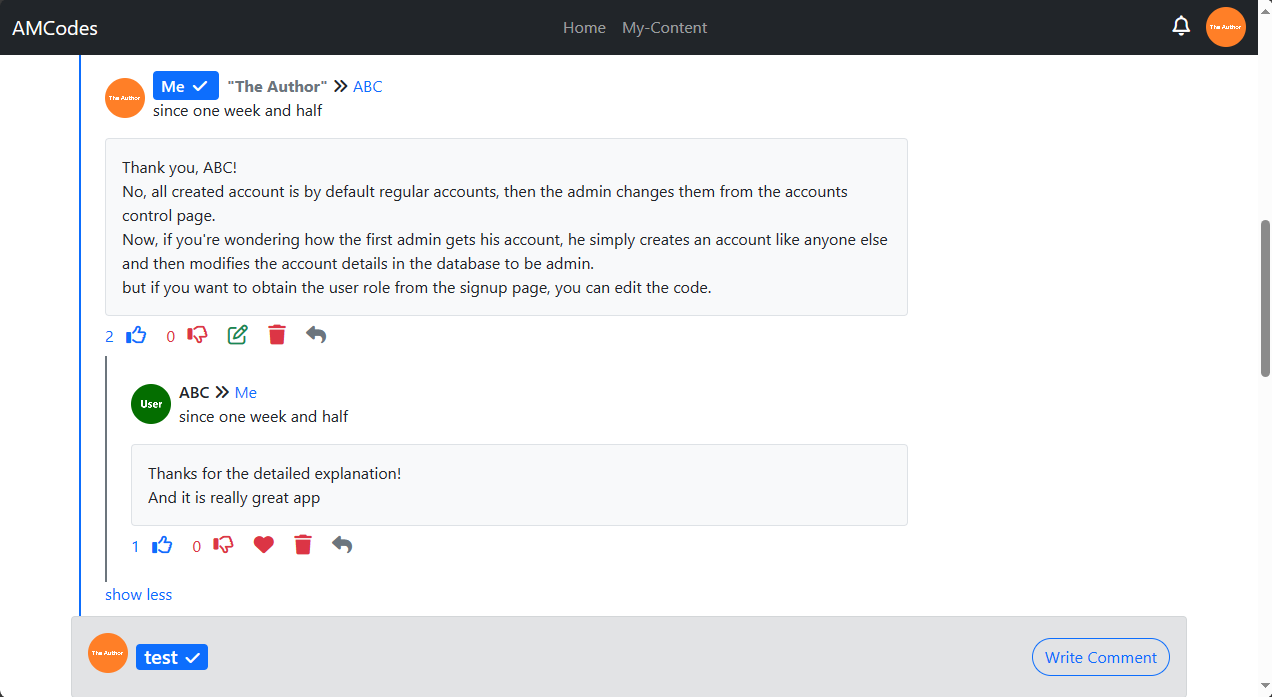 AMCodes Home My-Content The Author
Me "The Author" ABC
The Author
since one week and half
Thank you, ABC!
No, all created account is by default regular accounts, then the admin changes them from the accounts
control page.
Now, if you're wondering how the first admin gets his account, he simply creates an account like anyone else
and then modifies the account details in the database to be admin.
but if you want to obtain the user role from the signup page, you can edit the code.
2 0
ABC Me
User
since one week and half
Thanks for the detailed explanation!
And it is really great app
1 0
show less
The Author test Write Comment